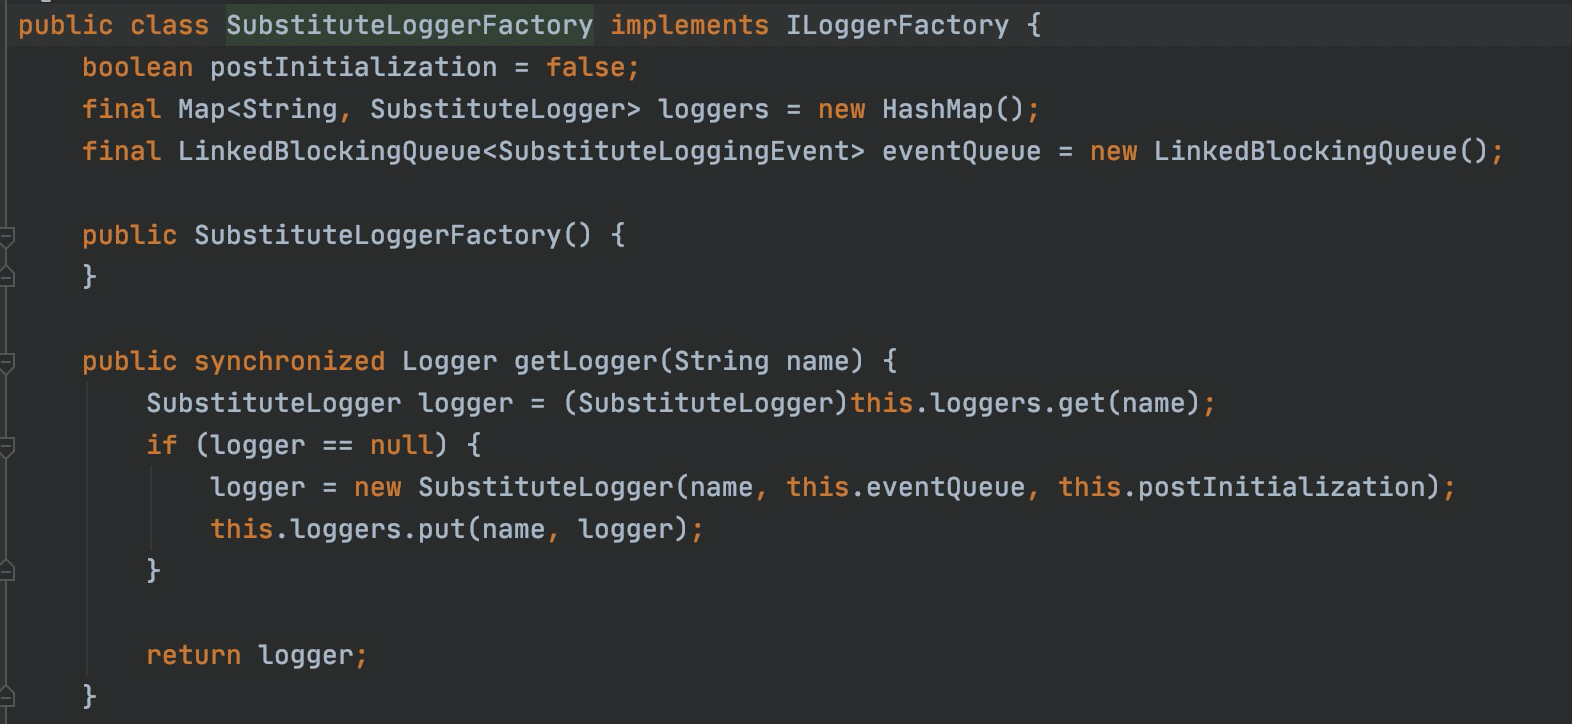 public class SubstituteLoggerFactory implements ILoggerFactory {
    boolean postInitialization = false;
    final Map<String, SubstituteLogger> loggers = new HashMap();
    final LinkedBlockingQueue<SubstituteLoggingEvent> eventQueue = new LinkedBlockingQueue();

    public SubstituteLoggerFactory() {
    }

    public synchronized Logger getLogger(String name) {
        SubstituteLogger logger = (SubstituteLogger)this.loggers.get(name);
        if (logger == null) {
            logger = new SubstituteLogger(name, this.eventQueue, this.postInitialization);
            this.loggers.put(name, logger);
        }

        return logger;
    }